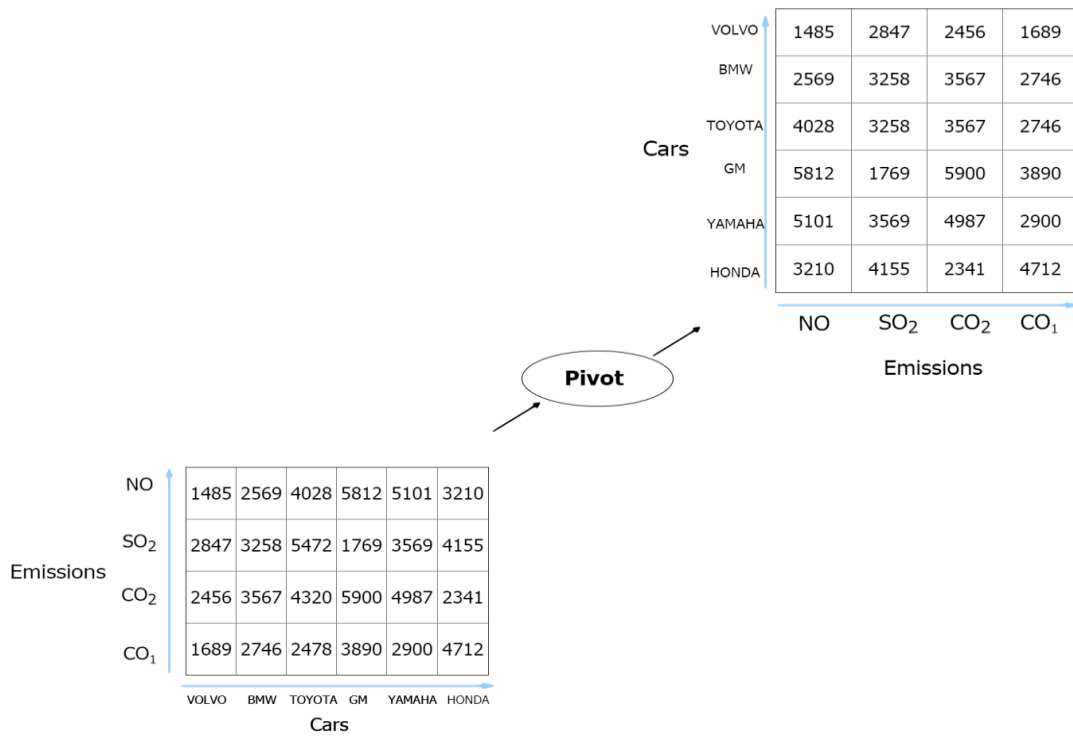 VOLVO 1485 2847 2456 1689
BMW 2569 3258 3567 2746
TOYOTA 4028 3258 3567 2746
Cars
GM 5812 1769 5900 3890
YAMAHA 5101 3569 4987 2900
HONDA 3210 4155 2341 4712
NO SO₂ CO₂ CO₁
Emissions
Pivot
NO 1485 2569 4028 5812 5101 3210
SO₂ 2847 3258 5472 1769 3569 4155
Emissions
CO₂ 2456 3567 4320 5900 4987 2341
CO₁ 1689 2746 2478 3890 2900 4712
VOLVO BMW TOYOTA GM YAMAHA HONDA
Cars